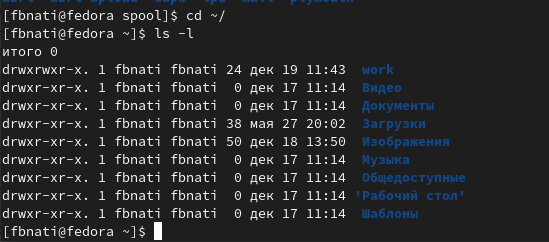 [fbnati@fedora spool]$ cd ~/
[fbnati@fedora ~]$ ls -l
итого 0
drwxrwxr-x. 1 fbnati fbnati 24 дек 19 11:43  work
drwxr-xr-x. 1 fbnati fbnati  0 дек 17 11:14  Видео
drwxr-xr-x. 1 fbnati fbnati  0 дек 17 11:14  Документы
drwxr-xr-x. 1 fbnati fbnati 38 мая 27 20:02  Загрузки
drwxr-xr-x. 1 fbnati fbnati 50 дек 18 13:50  Изображения
drwxr-xr-x. 1 fbnati fbnati  0 дек 17 11:14  Музыка
drwxr-xr-x. 1 fbnati fbnati  0 дек 17 11:14  Общедоступные
drwxr-xr-x. 1 fbnati fbnati  0 дек 17 11:14 'Рабочий стол'
drwxr-xr-x. 1 fbnati fbnati  0 дек 17 11:14  Шаблоны
[fbnati@fedora ~]$